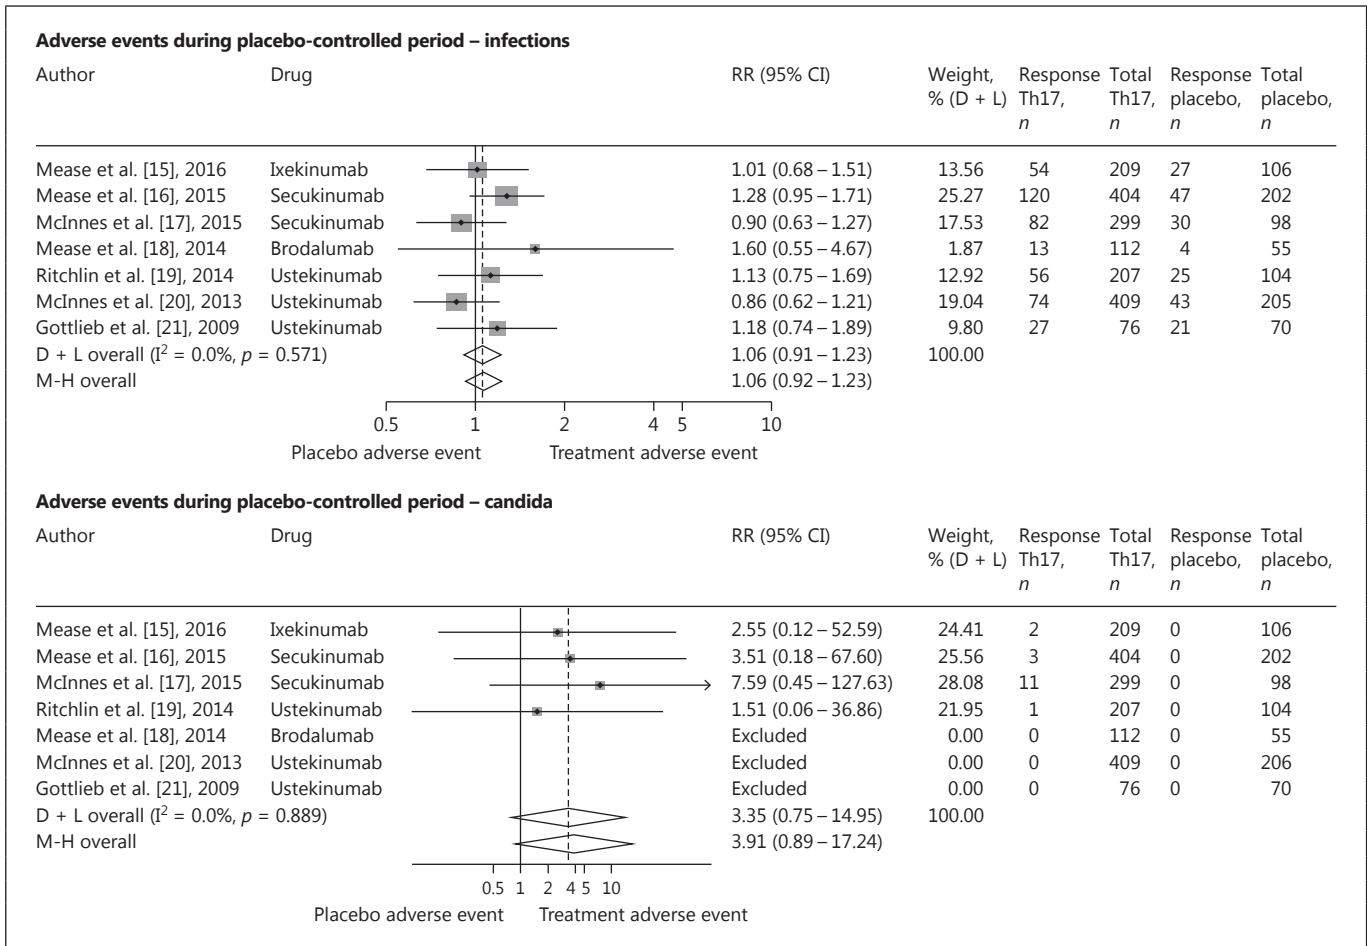 Adverse events during placebo-controlled period – infections
Author Drug RR (95% CI) Weight, Response Total Response Total
% (D + L) Th17, Th17, placebo, placebo,
n n n n
Mease et al. [15], 2016 Ixekinumab 1.01 (0.68 – 1.51) 13.56 54 209 27 106
Mease et al. [16], 2015 Secukinumab 1.28 (0.95 – 1.71) 25.27 120 404 47 202
McInnes et al. [17], 2015 Secukinumab 0.90 (0.63 – 1.27) 17.53 82 299 30 98
Mease et al. [18], 2014 Brodalumab 1.60 (0.55 – 4.67) 1.87 13 112 4 55
Ritchlin et al. [19], 2014 Ustekinumab 1.13 (0.75 – 1.69) 12.92 56 207 25 104
McInnes et al. [20], 2013 Ustekinumab 0.86 (0.62 – 1.21) 19.04 74 409 43 205
Gottlieb et al. [21], 2009 Ustekinumab 1.18 (0.74 – 1.89) 9.80 27 76 21 70
D + L overall (I² = 0.0%, p = 0.571) 1.06 (0.91 – 1.23) 100.00
M-H overall 1.06 (0.92 – 1.23)
0.5 1 2 4 5 10
Placebo adverse event Treatment adverse event
Adverse events during placebo-controlled period – candida
Author Drug RR (95% CI) Weight, Response Total Response Total
% (D + L) Th17, Th17, placebo, placebo,
n n n n
Mease et al. [15], 2016 Ixekinumab 2.55 (0.12 – 52.59) 24.41 2 209 0 106
Mease et al. [16], 2015 Secukinumab 3.51 (0.18 – 67.60) 25.56 3 404 0 202
McInnes et al. [17], 2015 Secukinumab 7.59 (0.45 – 127.63) 28.08 11 299 0 98
Ritchlin et al. [19], 2014 Ustekinumab 1.51 (0.06 – 36.86) 21.95 1 207 0 104
Mease et al. [18], 2014 Brodalumab Excluded 0.00 0 112 0 55
McInnes et al. [20], 2013 Ustekinumab Excluded 0.00 0 409 0 206
Gottlieb et al. [21], 2009 Ustekinumab Excluded 0.00 0 76 0 70
D + L overall (I² = 0.0%, p = 0.889) 3.35 (0.75 – 14.95) 100.00
M-H overall 3.91 (0.89 – 17.24)
0.5 1 2 4 5 10
Placebo adverse event Treatment adverse event